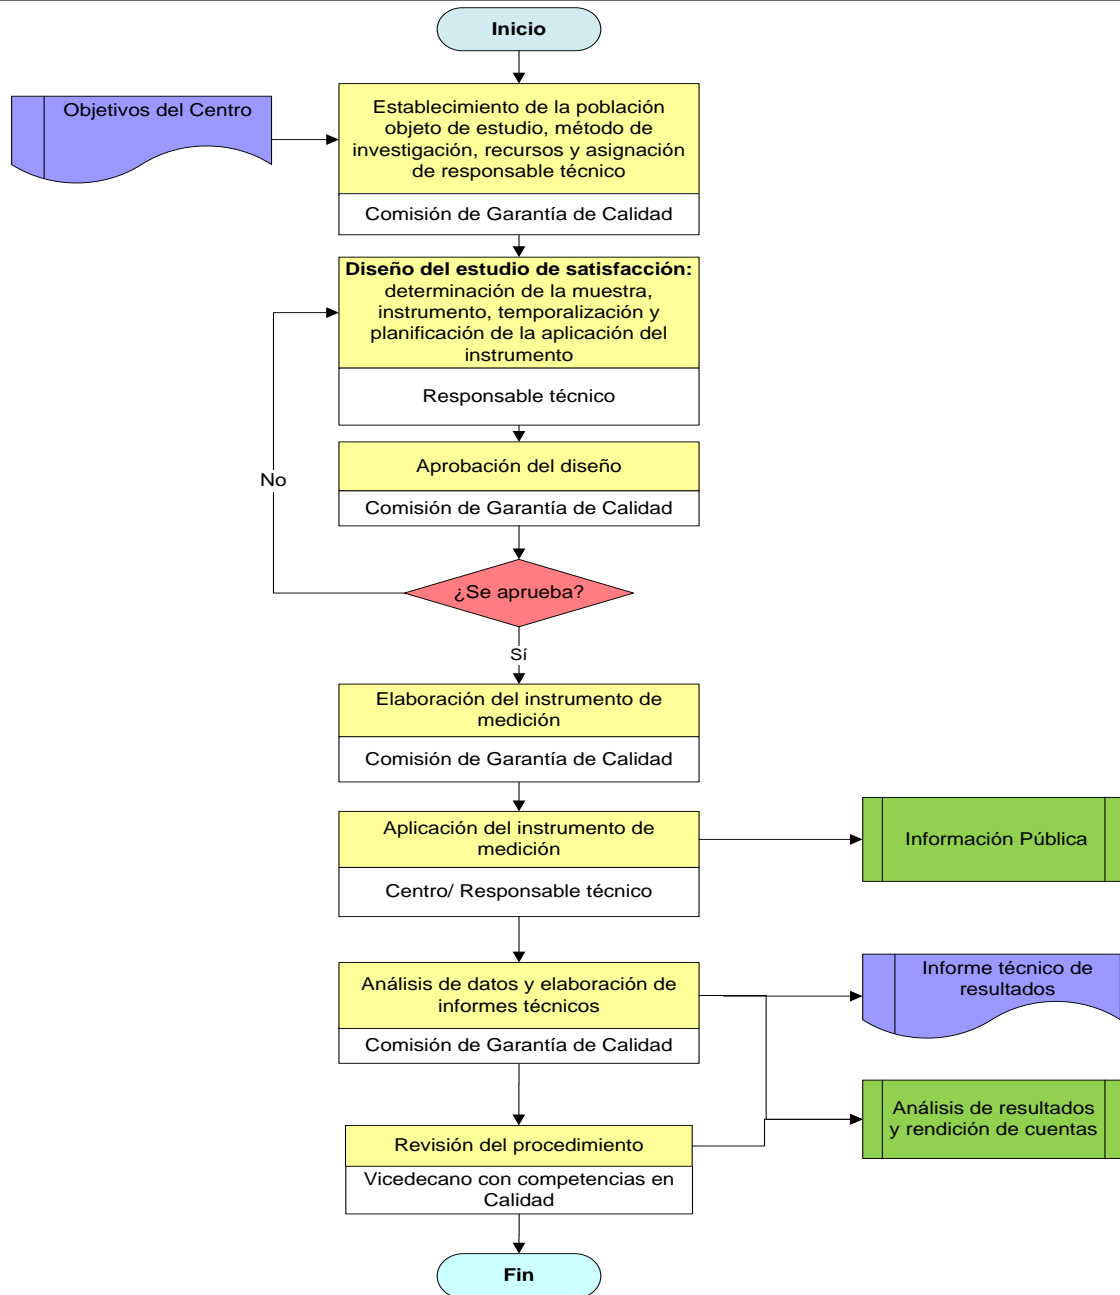 Inicio
Objetivos del Centro
Establecimiento de la población
objeto de estudio, método de
investigación, recursos y asignación
de responsable técnico
Comisión de Garantía de Calidad
Diseño del estudio de satisfacción:
determinación de la muestra,
instrumento, temporalización y
planificación de la aplicación del
instrumento
Responsable técnico
Aprobación del diseño
Comisión de Garantía de Calidad
No
¿Se aprueba?
Sí
Elaboración del instrumento de
medición
Comisión de Garantía de Calidad
Aplicación del instrumento de
medición
Centro/ Responsable técnico
Información Pública
Análisis de datos y elaboración de
informes técnicos
Comisión de Garantía de Calidad
Informe técnico de
resultados
Análisis de resultados
y rendición de cuentas
Revisión del procedimiento
Vicedecano con competencias en
Calidad
Fin